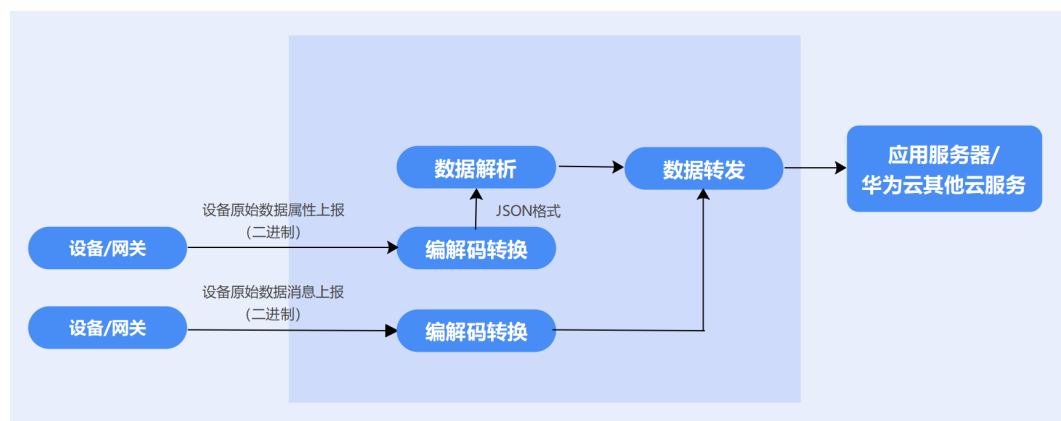 数据解析
数据转发
应用服务器/
华为云其他云服务
设备原始数据属性上报
（二进制）
JSON格式
设备/网关
编解码转换
设备原始数据消息上报
（二进制）
设备/网关
编解码转换